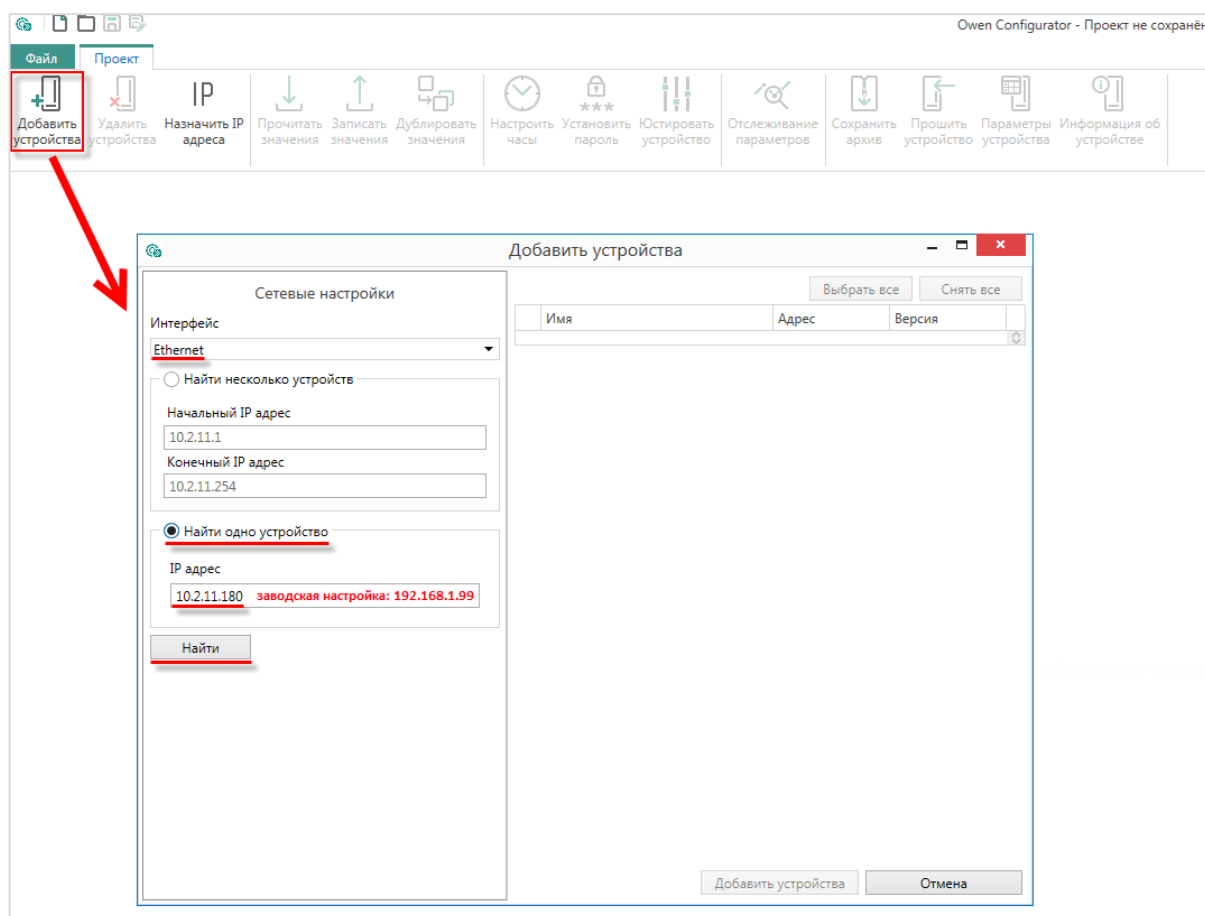 Owen Configurator - Проект не сохранён
Файл Проект
IP
***
Добавить устройства
Удалить устройства
Назначить IP адреса
Прочитать значения
Записать значения
Дублировать значения
Настроить часы
Установить пароль
Юстировать устройство
Отслеживание параметров
Сохранить архив
Прошить устройство
Параметры устройства
Информация об устройстве
Добавить устройства
Сетевые настройки
Интерфейс
Ethernet
Найти несколько устройств
Начальный IP адрес
10.2.11.1
Конечный IP адрес
10.2.11.254
Найти одно устройство
IP адрес
10.2.11.180 заводская настройка: 192.168.1.99
Найти
Выбрать все Снять все
Имя Адрес Версия
Добавить устройства Отмена